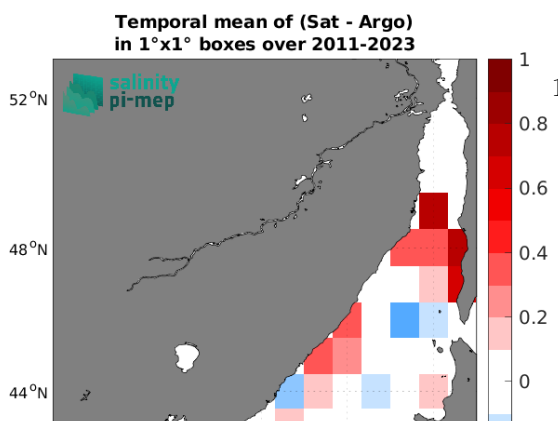 Temporal mean of (Sat - Argo)
in 1°x1° boxes over 2011-2023
salinity
pi-mep
52°N
48°N
44°N
1
0.8
0.6
0.4
0.2
0
1